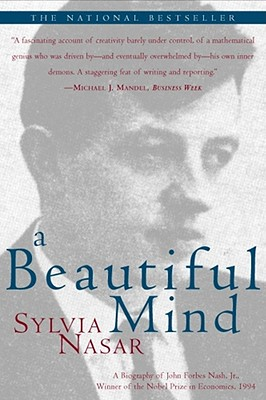 THE NATIONAL BESTSELLER
"A fascinating account of creativity barely under control, of a mathematical
genius who was driven by—and eventually overwhelmed by—his own inner
demons. A staggering feat of writing and reporting."
—MICHAEL J. MANDEL, BUSINESS WEEK
a
Beautiful
Mind
SYLVIA
NASAR
A Biography of John Forbes Nash, Jr.,
Winner of the Nobel Prize in Economics, 1994